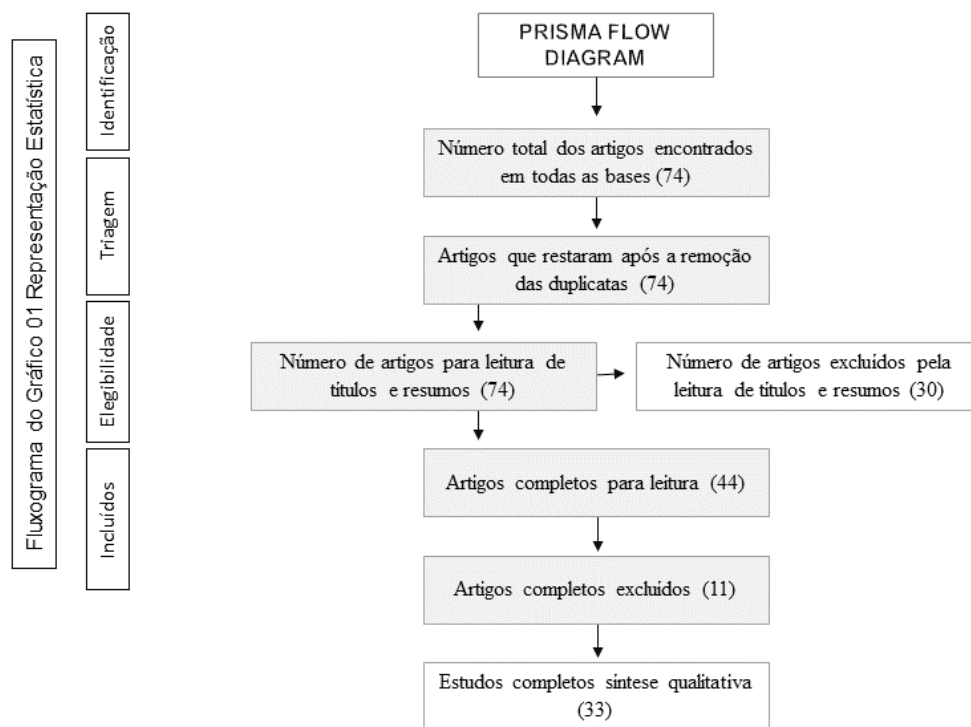 Fluxograma do Gráfico 01 Representação Estatística
Identificação
Triagem
Elegibilidade
Incluídos
PRISMA FLOW
DIAGRAM
Número total dos artigos encontrados
em todas as bases (74)
Artigos que restaram após a remoção
das duplicatas (74)
Número de artigos para leitura de
títulos e resumos (74)
Número de artigos excluídos pela
leitura de títulos e resumos (30)
Artigos completos para leitura (44)
Artigos completos excluídos (11)
Estudos completos síntese qualitativa
(33)